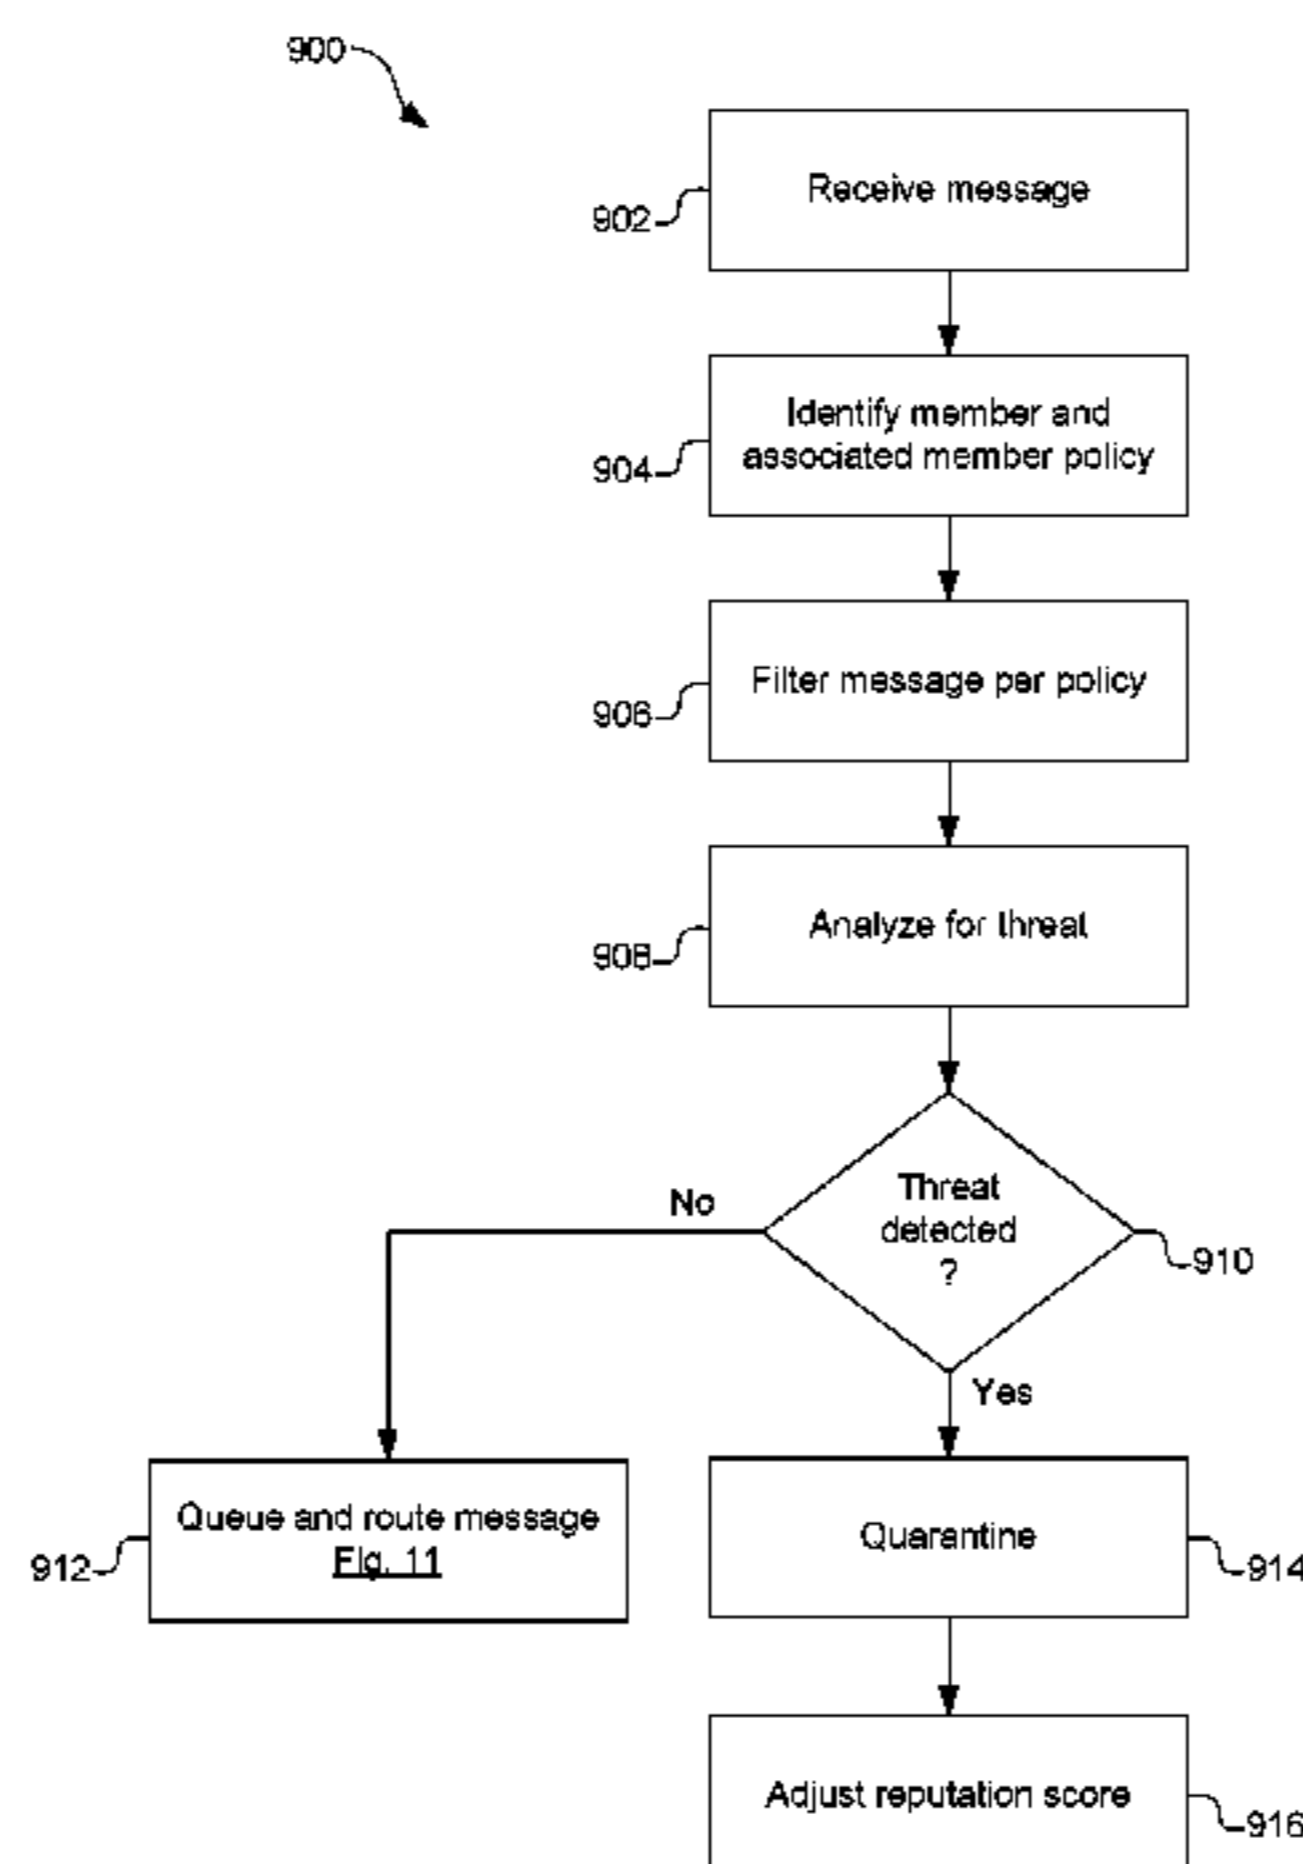 900
Receive message
902
Identify member and
associated member policy
904
Filter message per policy
906
Analyze for threat
908
Threat
detected
?
No
910
Yes
Queue and route message
Fig. 11
912
Quarantine
914
Adjust reputation score
916